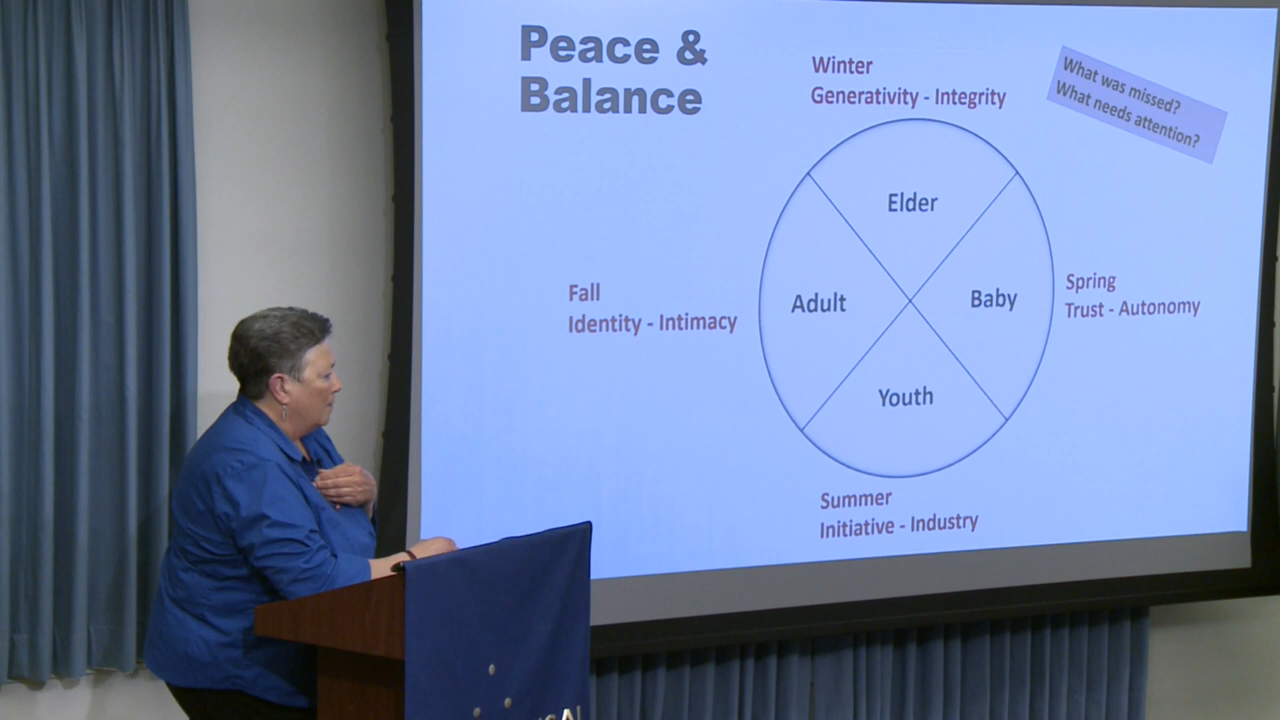 Peace &
Balance
Winter
Generativity - Integrity
What was missed?
What needs attention?
Elder
Fall
Identity - Intimacy
Adult
Baby
Spring
Trust - Autonomy
Youth
Summer
Initiative - Industry